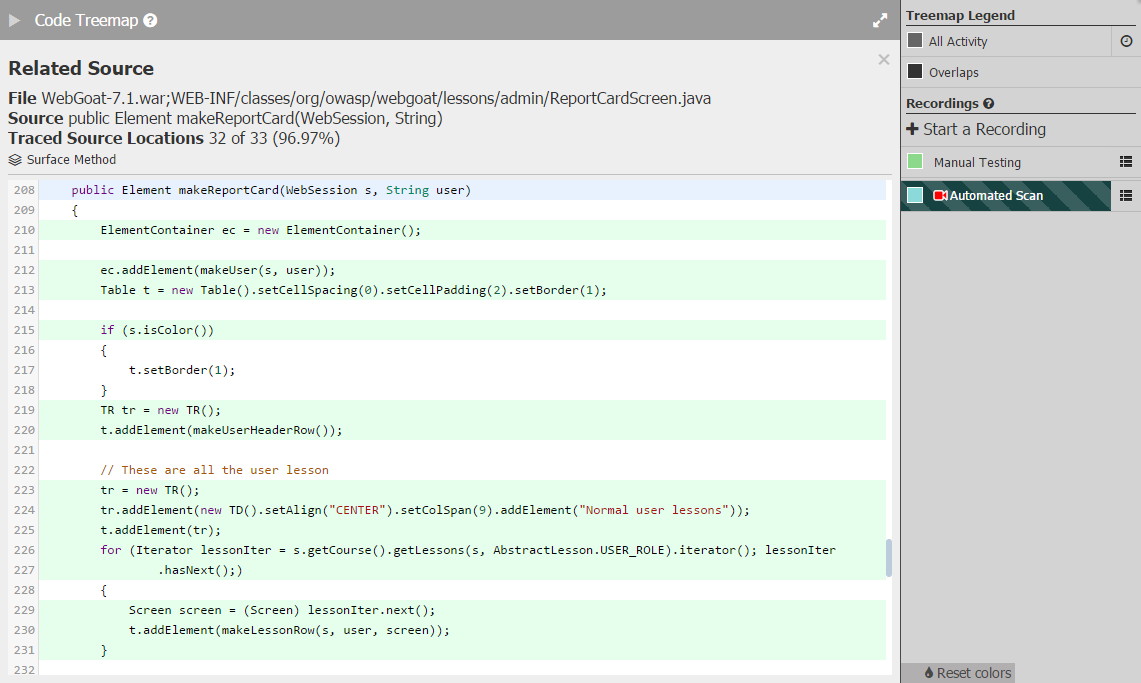 Code Treemap ?
Related Source
File WebGoat-7.1.war;WEB-INF/classes/org/owasp/webgoat/lessons/admin/ReportCardScreen.java
Source public Element makeReportCard(WebSession, String)
Traced Source Locations 32 of 33 (96.97%)
Surface Method
208 public Element makeReportCard(WebSession s, String user)
209 {
210 ElementContainer ec = new ElementContainer();
211
212 ec.addElement(makeUser(s, user));
213 Table t = new Table().setCellSpacing(0).setCellPadding(2).setBorder(1);
214
215 if (s.isColor())
216 {
217 t.setBorder(1);
218 }
219 TR tr = new TR();
220 t.addElement(makeUserHeaderRow());
221
222 // These are all the user lesson
223 tr = new TR();
224 tr.addElement(new TD().setAlign("CENTER").setColSpan(9).addElement("Normal user lessons"));
225 t.addElement(tr);
226 for (Iterator lessonIter = s.getCourse().getLessons(s, AbstractLesson.USER_ROLE).iterator(); lessonIter
227 .hasNext();)
228 {
229 Screen screen = (Screen) lessonIter.next();
230 t.addElement(makeLessonRow(s, user, screen));
231 }
232
Treemap Legend
All Activity
Overlaps
Recordings ?
+ Start a Recording
Manual Testing
Automated Scan
Reset colors